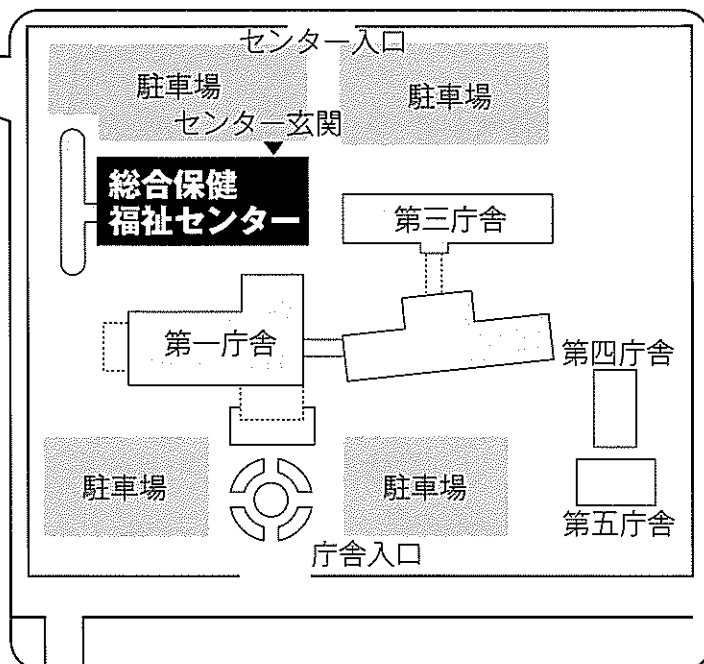 センター入口
駐車場
駐車場
センター玄関
総合保健
福祉センター
第三庁舎
第一庁舎
第四庁舎
駐車場
駐車場
第五庁舎
庁舎入口